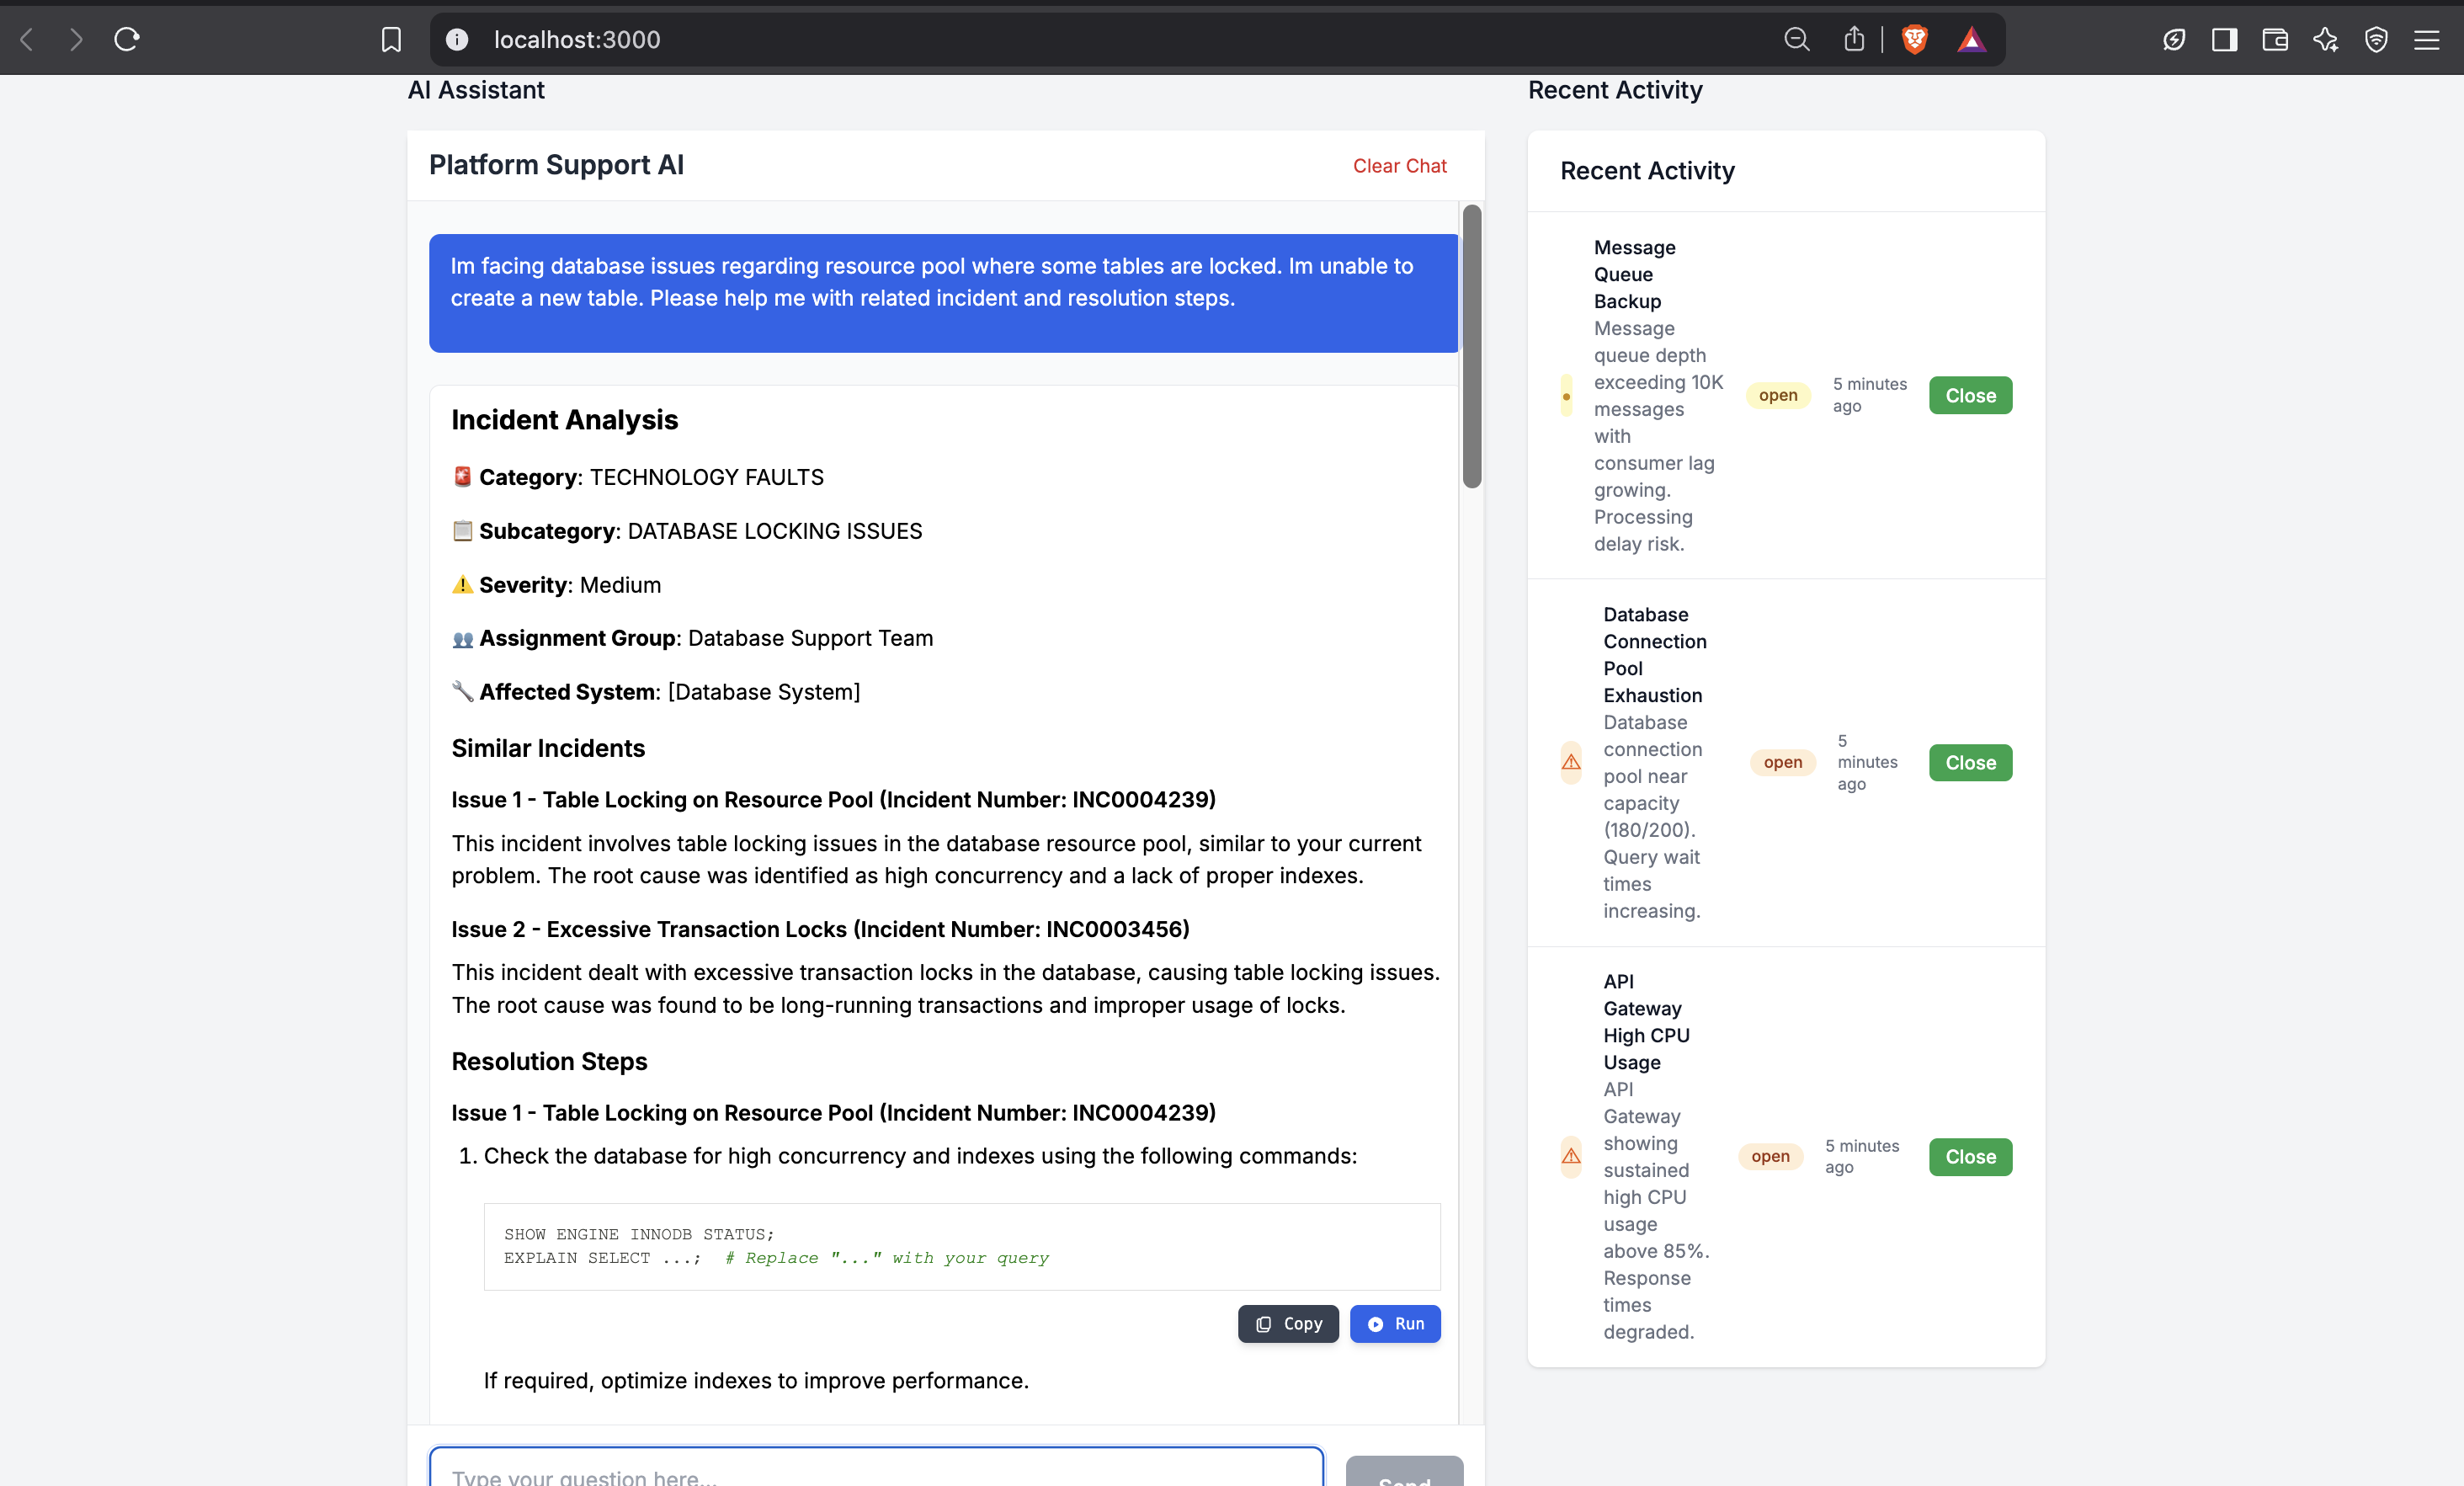 localhost:3000
AI Assistant
Platform Support AI
Clear Chat
Im facing database issues regarding resource pool where some tables are locked. Im unable to
create a new table. Please help me with related incident and resolution steps.
Incident Analysis
🚨 Category: TECHNOLOGY FAULTS
📋 Subcategory: DATABASE LOCKING ISSUES
⚠️ Severity: Medium
👥 Assignment Group: Database Support Team
🔧 Affected System: [Database System]
Similar Incidents
Issue 1 - Table Locking on Resource Pool (Incident Number: INC0004239)
This incident involves table locking issues in the database resource pool, similar to your current
problem. The root cause was identified as high concurrency and a lack of proper indexes.
Issue 2 - Excessive Transaction Locks (Incident Number: INC0003456)
This incident dealt with excessive transaction locks in the database, causing table locking issues.
The root cause was found to be long-running transactions and improper usage of locks.
Resolution Steps
Issue 1 - Table Locking on Resource Pool (Incident Number: INC0004239)
1. Check the database for high concurrency and indexes using the following commands:
SHOW ENGINE INNODB STATUS;
EXPLAIN SELECT ...;  # Replace "..." with your query
Copy
Run
If required, optimize indexes to improve performance.
Type your question here...
Send
Recent Activity
Recent Activity
Message
Queue
Backup
Message
queue depth
exceeding 10K
messages
with
consumer lag
growing.
Processing
delay risk.
open
5 minutes
ago
Close
Database
Connection
Pool
Exhaustion
Database
connection
pool near
capacity
(180/200).
Query wait
times
increasing.
open
5
minutes
ago
Close
API
Gateway
High CPU
Usage
API
Gateway
showing
sustained
high CPU
usage
above 85%.
Response
times
degraded.
open
5 minutes
ago
Close